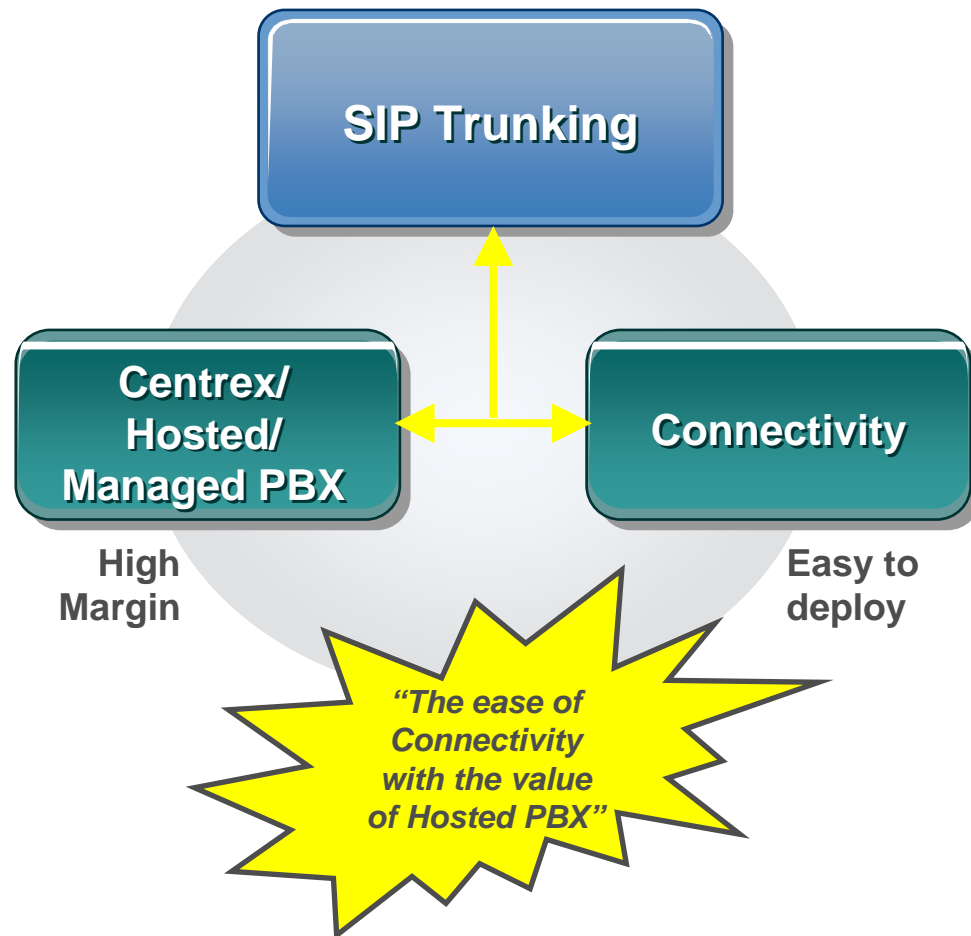 SIP Trunking
Centrex/
Hosted/
Managed PBX
Connectivity
High
Margin
Easy to
deploy
“The ease of
Connectivity
with the value
of Hosted PBX”